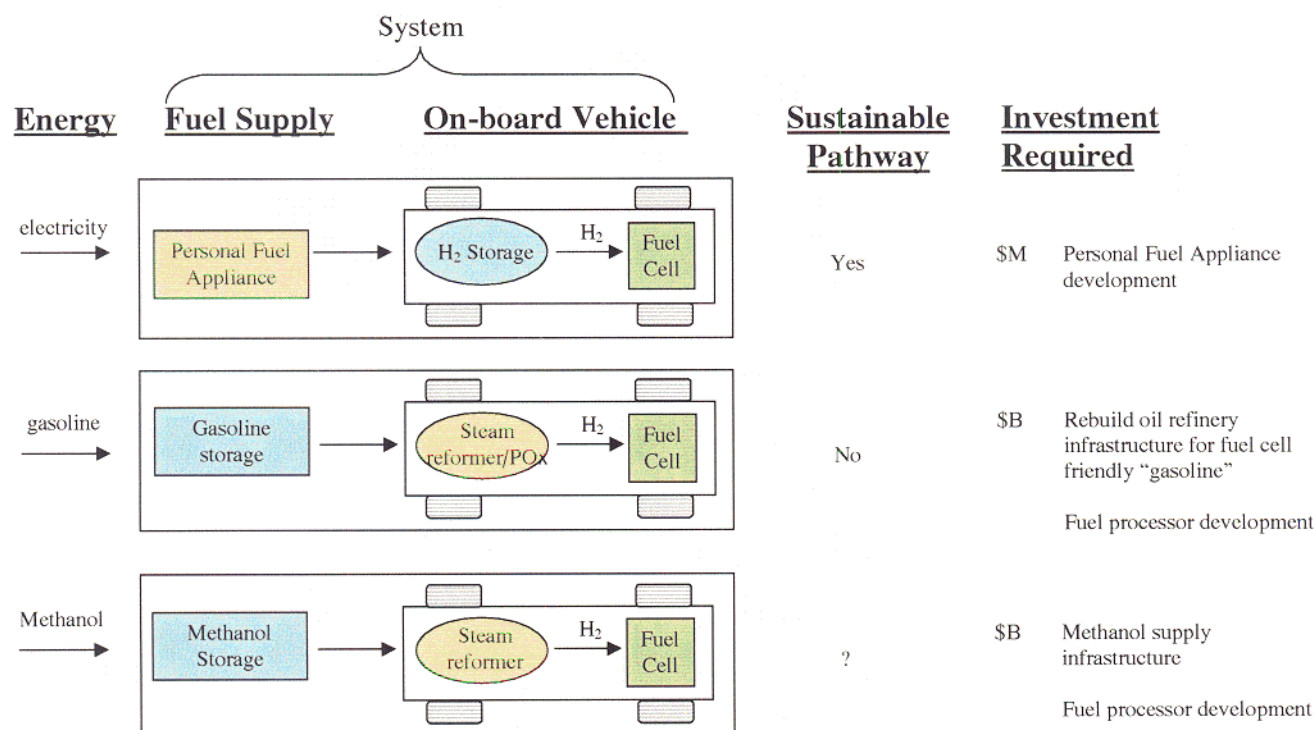 System
Energy Fuel Supply On-board Vehicle Sustainable Pathway Investment Required
electricity
Personal Fuel
Appliance
H₂ Storage
H₂
Fuel
Cell
Yes
$M Personal Fuel Appliance
development
gasoline
Gasoline
storage
Steam
reformer/POx
H₂
Fuel
Cell
No
$B Rebuild oil refinery
infrastructure for fuel cell
friendly “gasoline”
Fuel processor development
Methanol
Methanol
Storage
Steam
reformer
H₂
Fuel
Cell
?
$B Methanol supply
infrastructure
Fuel processor development